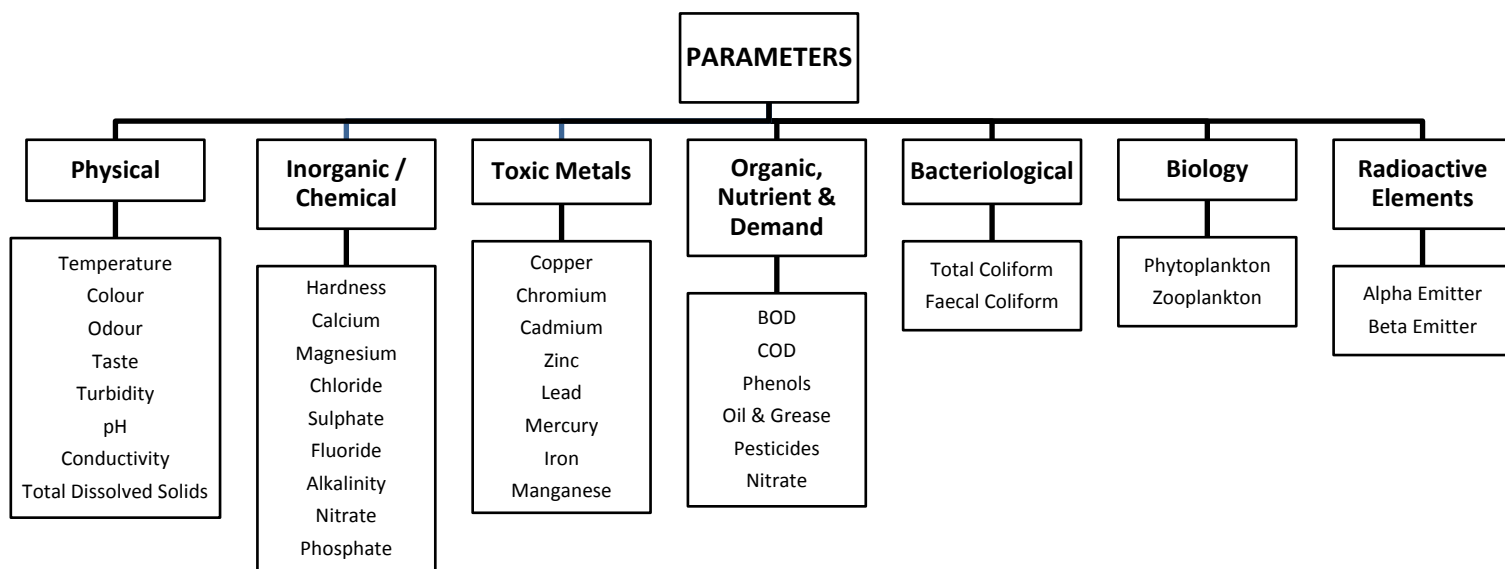 PARAMETERS
Physical
Temperature
Colour
Odour
Taste
Turbidity
pH
Conductivity
Total Dissolved Solids
Inorganic /
Chemical
Hardness
Calcium
Magnesium
Chloride
Sulphate
Fluoride
Alkalinity
Nitrate
Phosphate
Toxic Metals
Copper
Chromium
Cadmium
Zinc
Lead
Mercury
Iron
Manganese
Organic,
Nutrient &
Demand
BOD
COD
Phenols
Oil & Grease
Pesticides
Nitrate
Bacteriological
Total Coliform
Faecal Coliform
Biology
Phytoplankton
Zooplankton
Radioactive
Elements
Alpha Emitter
Beta Emitter